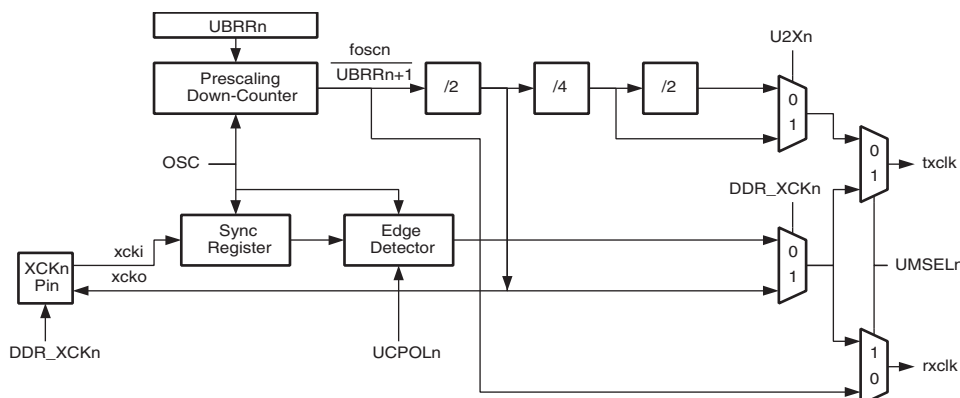 UBRRn
foscn
UBRRn+1
U2Xn
Prescaling
Down-Counter
/2
/4
/2
0
1
OSC
0
1
txclk
DDR_XCKn
Sync
Register
Edge
Detector
0
1
xcki
xcko
XCKn
Pin
UMSELn
DDR_XCKn
UCPOLn
1
0
rxclk